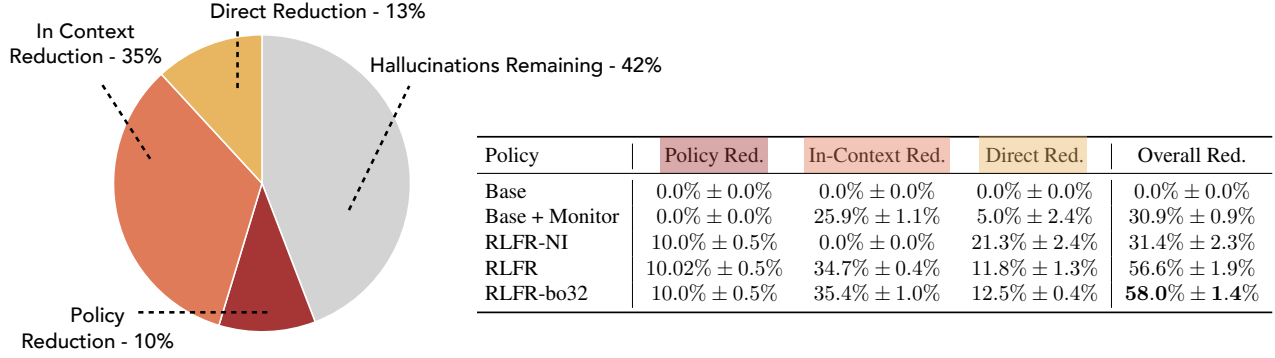 Direct Reduction - 13%
In Context
Reduction - 35%
Hallucinations Remaining - 42%
Policy
Reduction - 10%
Policy Policy Red. In-Context Red. Direct Red. Overall Red.
Base 0.0% ± 0.0% 0.0% ± 0.0% 0.0% ± 0.0% 0.0% ± 0.0%
Base + Monitor 0.0% ± 0.0% 25.9% ± 1.1% 5.0% ± 2.4% 30.9% ± 0.9%
RLFR-NI 10.0% ± 0.5% 0.0% ± 0.0% 21.3% ± 2.4% 31.4% ± 2.3%
RLFR 10.02% ± 0.5% 34.7% ± 0.4% 11.8% ± 1.3% 56.6% ± 1.9%
RLFR-bo32 10.0% ± 0.5% 35.4% ± 1.0% 12.5% ± 0.4% 58.0% ± 1.4%